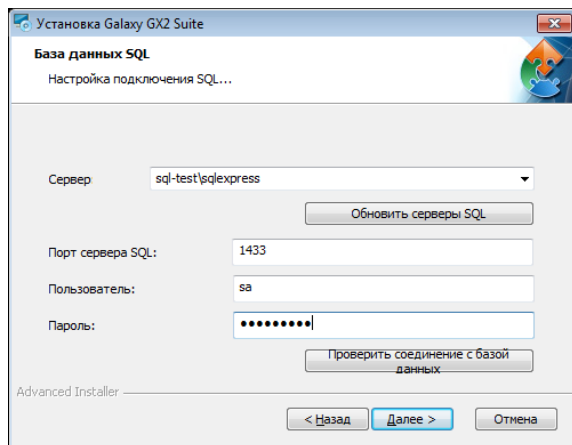 Установка Galaxy GX2 Suite
База данных SQL
Настройка подключения SQL...
Сервер
sql-test\sqlexpress
Обновить серверы SQL
Порт сервера SQL:
1433
Пользователь:
sa
Пароль:
•••••••••
Проверить соединение с базой
данных
Advanced Installer
< Назад
Далее >
Отмена